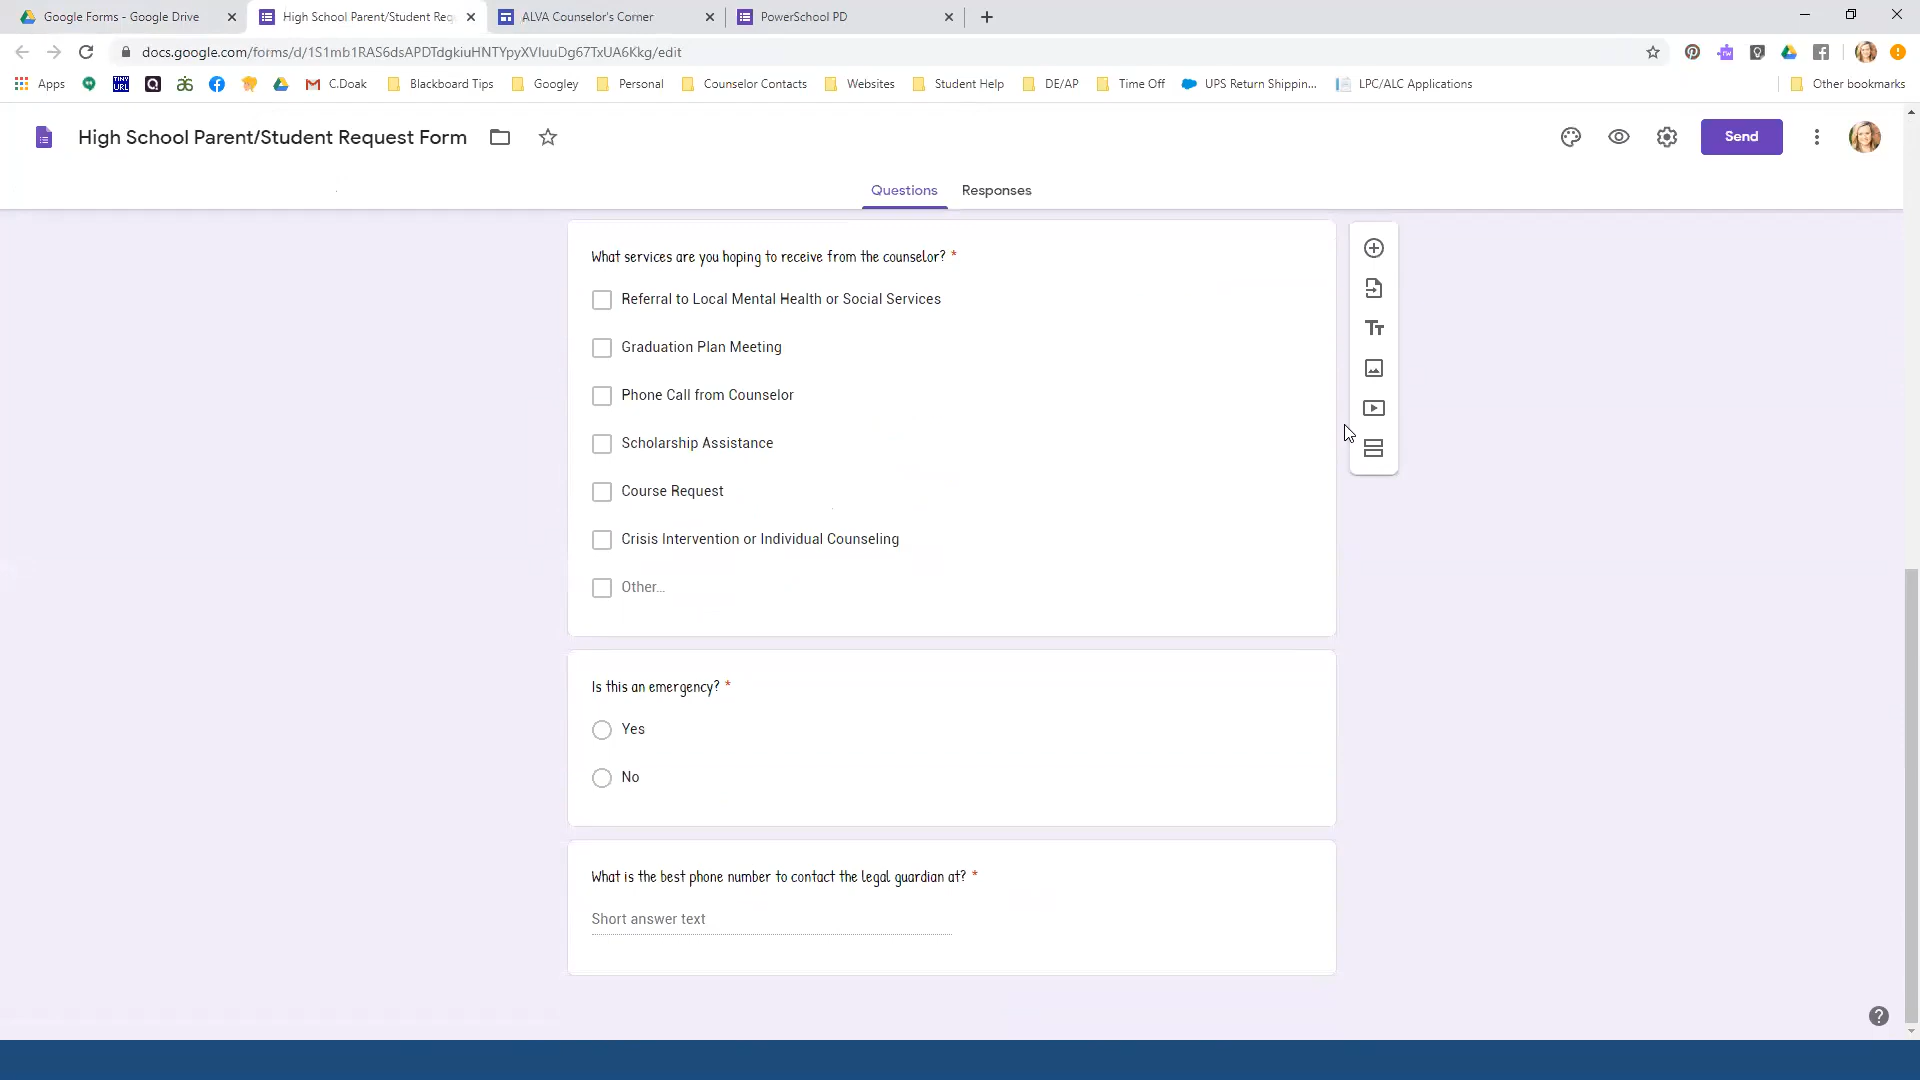 Google Forms - Google Drive
High School Parent/Student Req
ALVA Counselor's Corner
PowerSchool PD
docs.google.com/forms/d/1S1mb1RAS6dsAPDTdgkiuHNTYpyXVluuDg67TxUA6Kkg/edit
Apps
TINY
URL
C.Doak
Blackboard Tips
Googley
Personal
Counselor Contacts
Websites
Student Help
DE/AP
Time Off
UPS Return Shippin...
LPC/ALC Applications
Other bookmarks
High School Parent/Student Request Form
Send
Questions
Responses
What services are you hoping to receive from the counselor? *
Referral to Local Mental Health or Social Services
Graduation Plan Meeting
Phone Call from Counselor
Scholarship Assistance
Course Request
Crisis Intervention or Individual Counseling
Other...
Is this an emergency? *
Yes
No
What is the best phone number to contact the legal guardian at? *
Short answer text